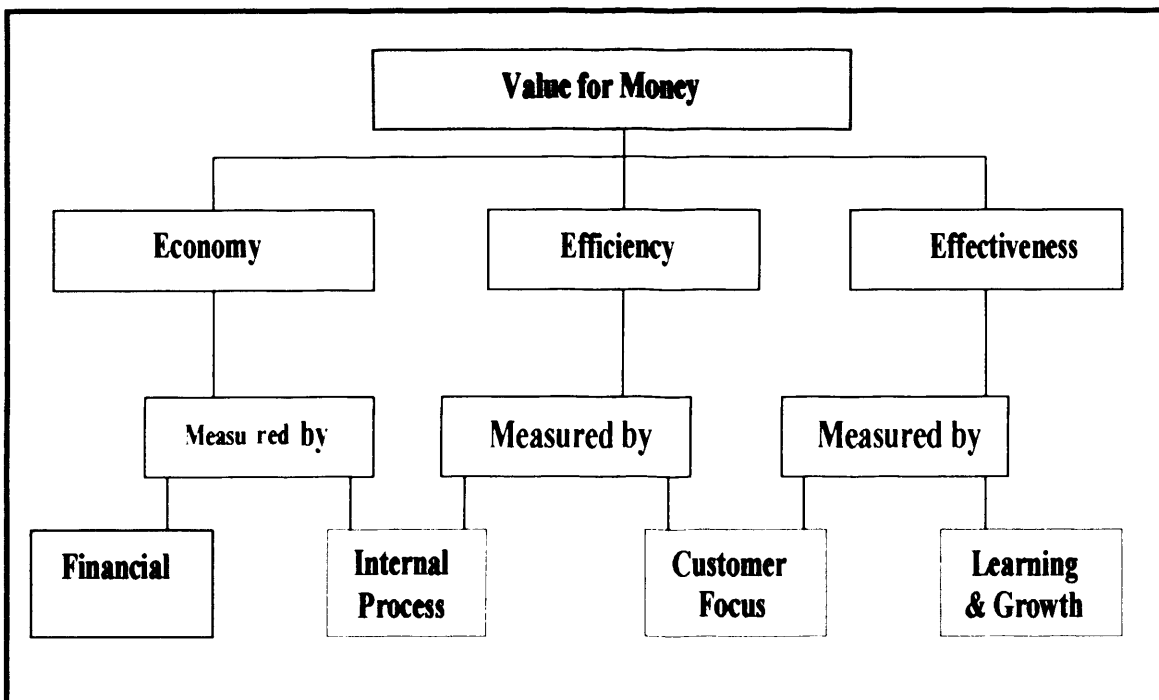 Value for Money
Economy
Efficiency
Effectiveness
Measu red by
Measured by
Measured by
Financial
Internal
Process
Customer
Focus
Learning
& Growth